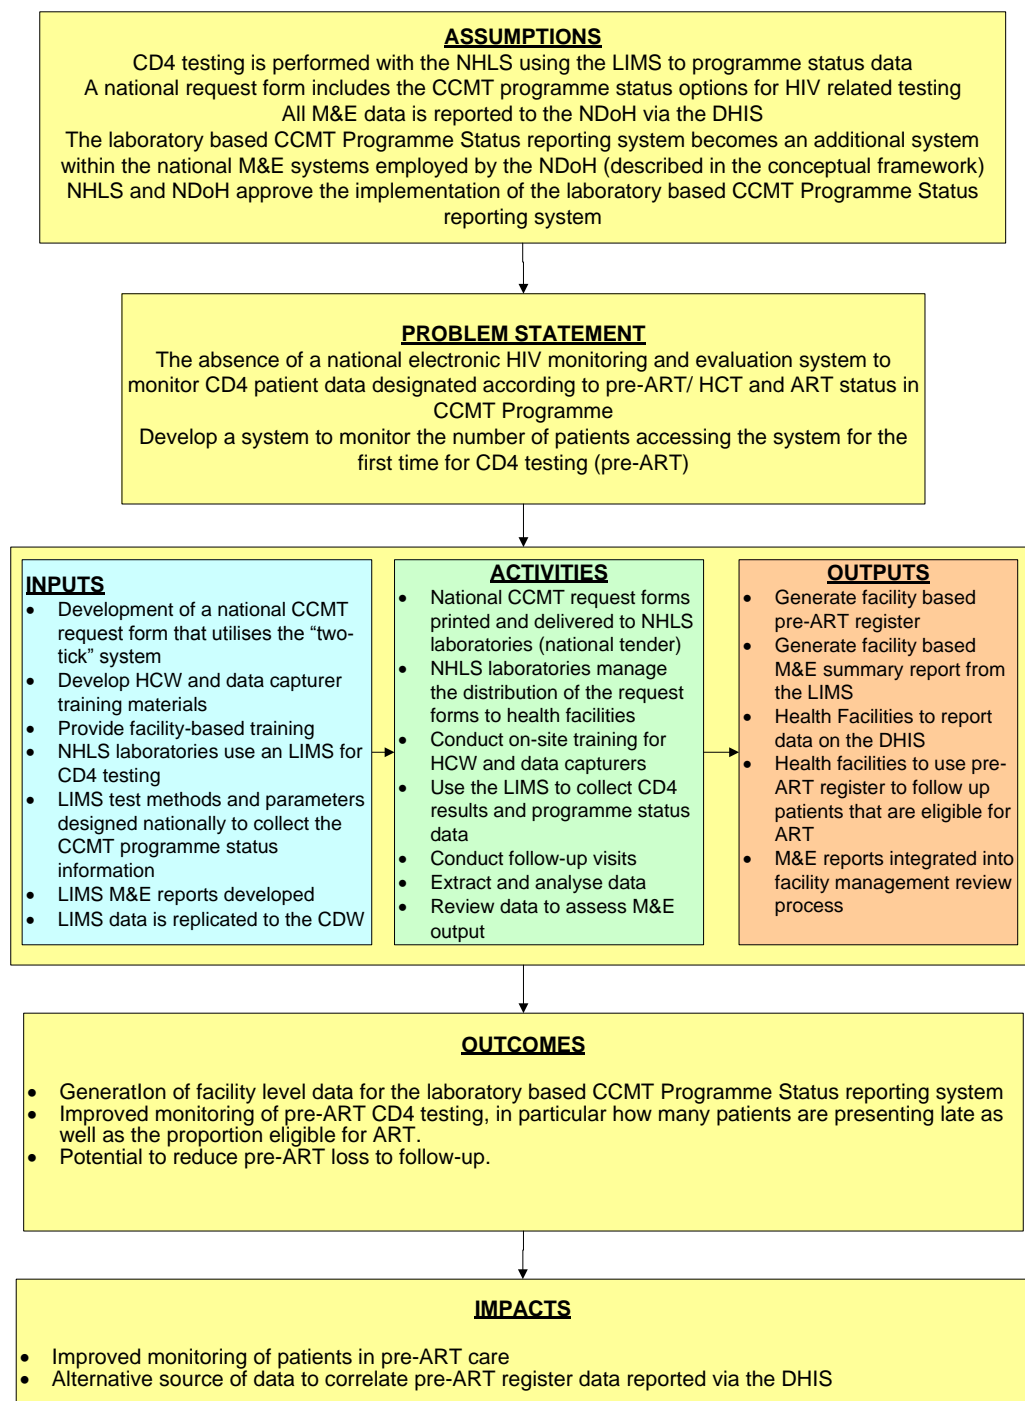 ASSUMPTIONS
CD4 testing is performed with the NHLS using the LIMS to programme status data
A national request form includes the CCMT programme status options for HIV related testing
All M&E data is reported to the NDoH via the DHIS
The laboratory based CCMT Programme Status reporting system becomes an additional system
within the national M&E systems employed by the NDoH (described in the conceptual framework)
NHLS and NDoH approve the implementation of the laboratory based CCMT Programme Status
reporting system
PROBLEM STATEMENT
The absence of a national electronic HIV monitoring and evaluation system to
monitor CD4 patient data designated according to pre-ART/ HCT and ART status in
CCMT Programme
Develop a system to monitor the number of patients accessing the system for the
first time for CD4 testing (pre-ART)
INPUTS
• Development of a national CCMT
request form that utilises the “two-
tick” system
• Develop HCW and data capturer
training materials
• Provide facility-based training
• NHLS laboratories use an LIMS for
CD4 testing
• LIMS test methods and parameters
designed nationally to collect the
CCMT programme status
information
• LIMS M&E reports developed
• LIMS data is replicated to the CDW
ACTIVITIES
• National CCMT request forms
printed and delivered to NHLS
laboratories (national tender)
• NHLS laboratories manage
the distribution of the request
forms to health facilities
• Conduct on-site training for
HCW and data capturers
• Use the LIMS to collect CD4
results and programme status
data
• Conduct follow-up visits
• Extract and analyse data
• Review data to assess M&E
output
OUTPUTS
• Generate facility based
pre-ART register
• Generate facility based
M&E summary report from
the LIMS
• Health Facilities to report
data on the DHIS
• Health facilities to use pre-
ART register to follow up
patients that are eligible for
ART
• M&E reports integrated into
facility management review
process
OUTCOMES
• GeneratIon of facility level data for the laboratory based CCMT Programme Status reporting system
• Improved monitoring of pre-ART CD4 testing, in particular how many patients are presenting late as
well as the proportion eligible for ART.
• Potential to reduce pre-ART loss to follow-up.
IMPACTS
• Improved monitoring of patients in pre-ART care
• Alternative source of data to correlate pre-ART register data reported via the DHIS